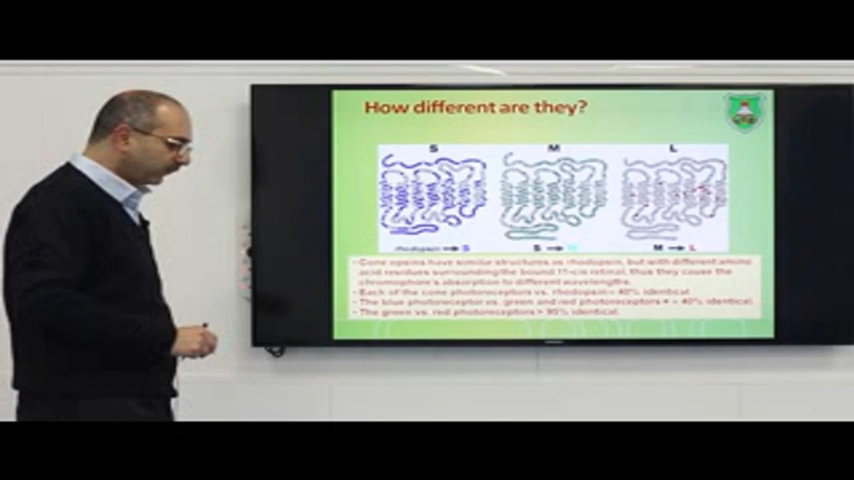 How different are they?
S M L
rhodopsin → S S → M M → L
• Cone opsins have similar structures as rhodopsin, but with different amino
acid residues surrounding the bound 11-cis retinal, thus they cause the
chromophore's absorption to different wavelengths.
• Each of the cone photoreceptors vs. rhodopsin ≈ 40% identical.
• The blue photoreceptor vs. green and red photoreceptors = ~ 40% identical.
• The green vs. red photoreceptors > 95% identical.